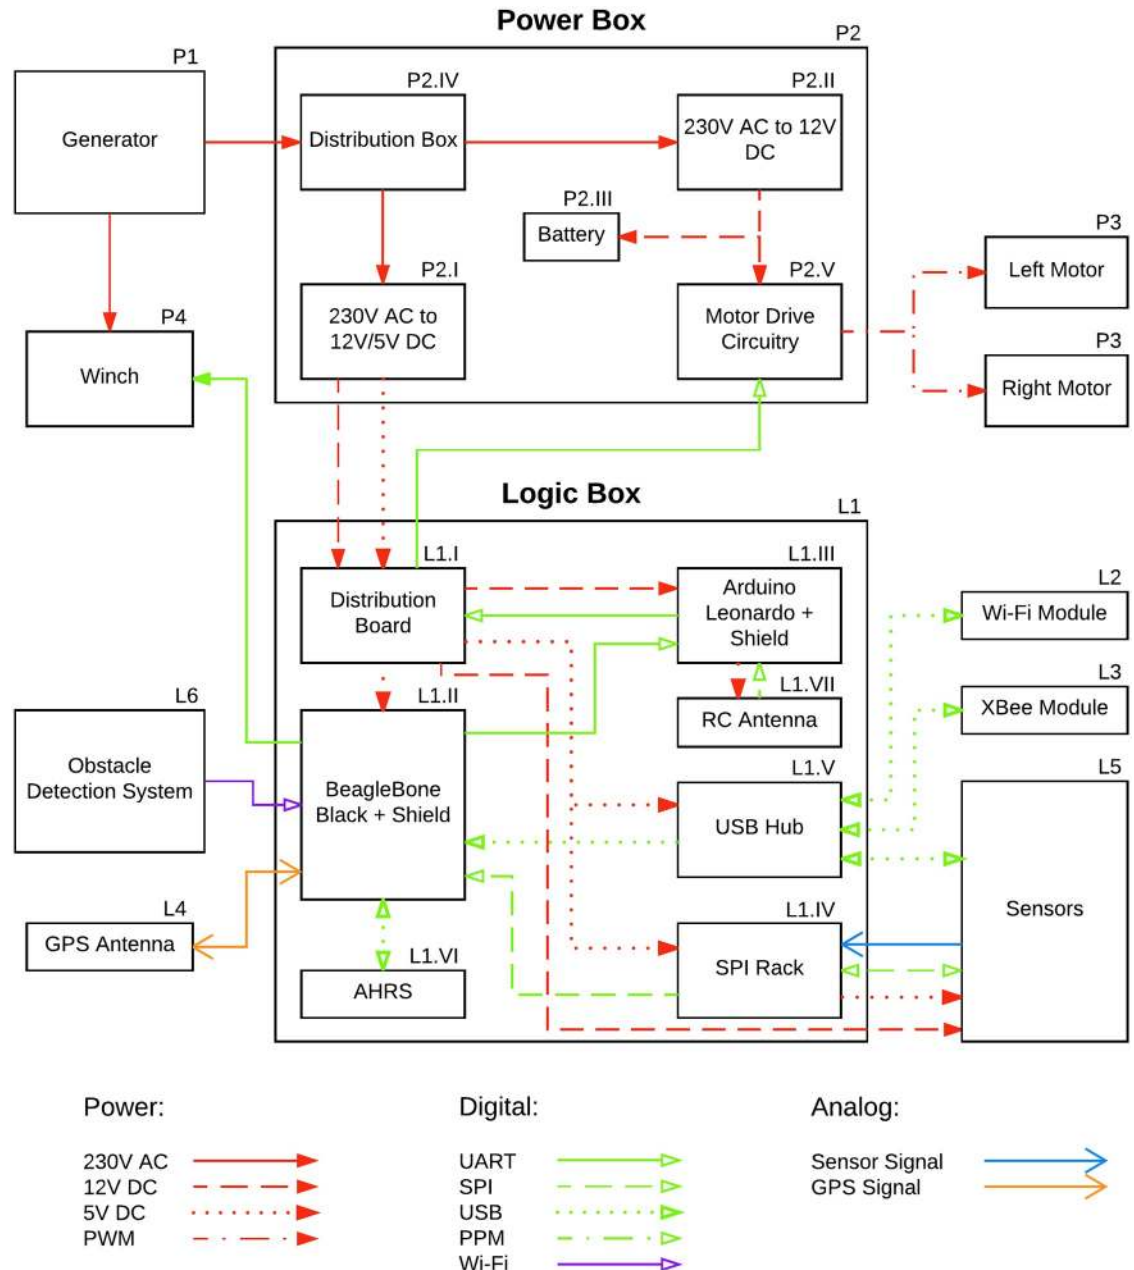 Power Box
P1
P2
P2.IV
P2.II
Generator
Distribution Box
230V AC to 12V
DC
P2.III
Battery
P3
Left Motor
P2.I
P2.V
P4
230V AC to
12V/5V DC
Motor Drive
Circuitry
Winch
P3
Right Motor
Logic Box
L1
L1.I
L1.III
Distribution
Board
Arduino
Leonardo +
Shield
L2
Wi-Fi Module
L1.II
L1.VII
RC Antenna
L3
XBee Module
L6
Obstacle
Detection System
BeagleBone
Black + Shield
L1.V
USB Hub
L5
Sensors
L4
GPS Antenna
L1.VI
AHRS
L1.IV
SPI Rack
Power:
230V AC
12V DC
5V DC
PWM
Digital:
UART
SPI
USB
PPM
Wi-Fi
Analog:
Sensor Signal
GPS Signal